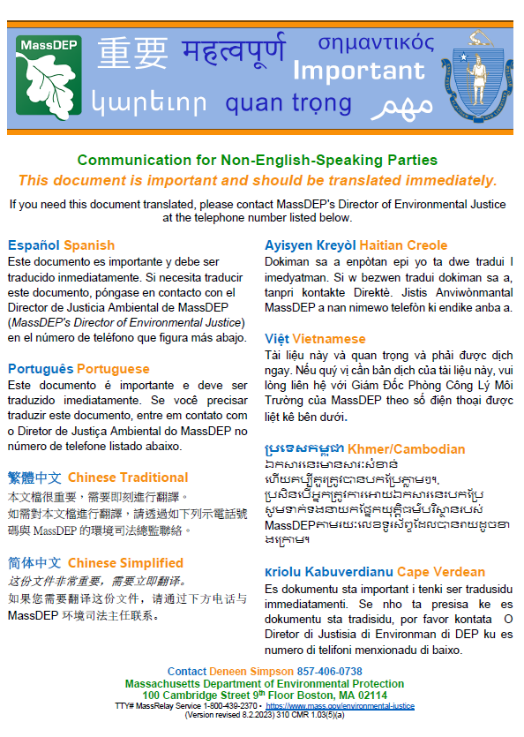 MassDEP
重要 महत्वपूर्ण σημαντικός
Important
կարեւոր quan trọng مهم
Communication for Non-English-Speaking Parties
This document is important and should be translated immediately.
If you need this document translated, please contact MassDEP's Director of Environmental Justice
at the telephone number listed below.
Español Spanish
Este documento es importante y debe ser
traducido inmediatamente. Si necesita traducir
este documento, póngase en contacto con el
Director de Justicia Ambiental de MassDEP
(MassDEP's Director of Environmental Justice)
en el número de teléfono que figura más abajo.
Português Portuguese
Este documento é importante e deve ser
traduzido imediatamente. Se você precisar
traduzir este documento, entre em contato com
o Diretor de Justiça Ambiental do MassDEP no
número de telefone listado abaixo.
繁體中文 Chinese Traditional
本文檔很重要，需要即刻進行翻譯。
如需對本文檔進行翻譯，請透過如下列示電話號
碼與 MassDEP 的環境司法總監聯絡。
简体中文 Chinese Simplified
这份文件非常重要，需要立即翻译。
如果您需要翻译这份文件，请通过下方电话与
MassDEP 环境司法主任联系。
Ayisyen Kreyòl Haitian Creole
Dokiman sa a enpòtan epi yo ta dwe tradui l
imedyatman. Si w bezwen tradui dokiman sa a,
tanpri kontakte Direktè. Jistis Anviwònmantal
MassDEP a nan nimewo telefòn ki endike anba a.
Việt Vietnamese
Tài liệu này và quan trọng và phải được dịch
ngay. Nếu quý vị cần bản dịch của tài liệu này, vui
lòng liên hệ với Giám Đốc Phòng Công Lý Môi
Trường của MassDEP theo số điện thoại được
liệt kê bên dưới.
ប្រទេសកម្ពុជា Khmer/Cambodian
ឯកសារនេះមានសារៈសំខាន់
ហើយគប្បីគួរត្រូវបានបកប្រែភ្លាមៗ។
ប្រសិនបើអ្នកត្រូវការអោយឯកសារនេះបកប្រែ
សូមទាក់ទងនាយកផ្នែកយុត្តិធម៌បរិស្ថានរបស់
MassDEPតាមរយៈលេខទូរស័ព្ទដែលបានរាយដូចខា
ងក្រោម។
Kriolu Kabuverdianu Cape Verdean
Es dokumentu sta important i tenki ser tradusidu
immediatamenti. Se nho ta presisa ke es
dokumentu sta tradisidu, por favor kontata O
Diretor di Justisia di Environman di DEP ku es
numero di telifoni menxionadu di baixo.
Contact Deneen Simpson 857-406-0738
Massachusetts Department of Environmental Protection
100 Cambridge Street 9th Floor Boston, MA 02114
TTY# MassRelay Service 1-800-439-2370 • https://www.mass.gov/environmental-justice
(Version revised 8.2.2023) 310 CMR 1.03(5)(a)